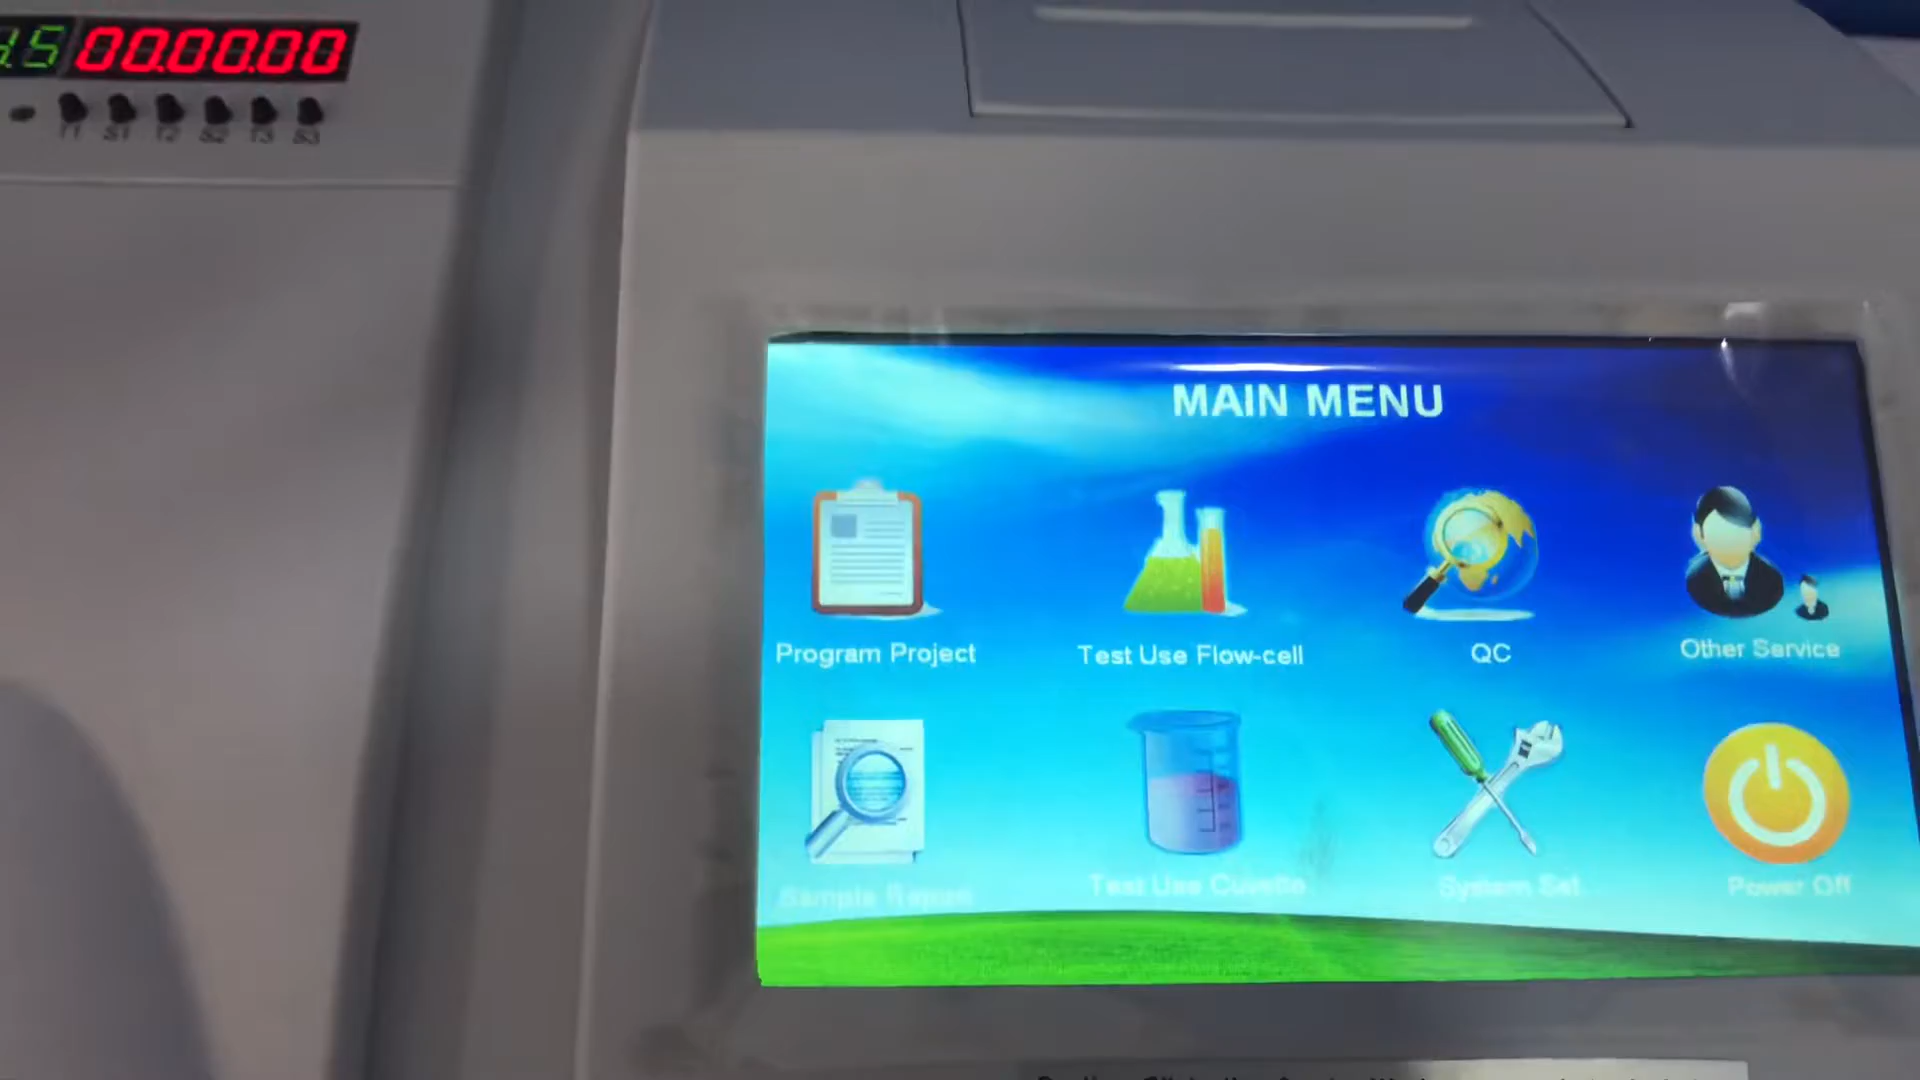 5 00.00.00
T1 S1 T2 S2 T3 S3
MAIN MENU
Program Project
Test Use Flow-cell
QC
Other Service
Sample Report
Test Use Cuvette
System Set
Power Off